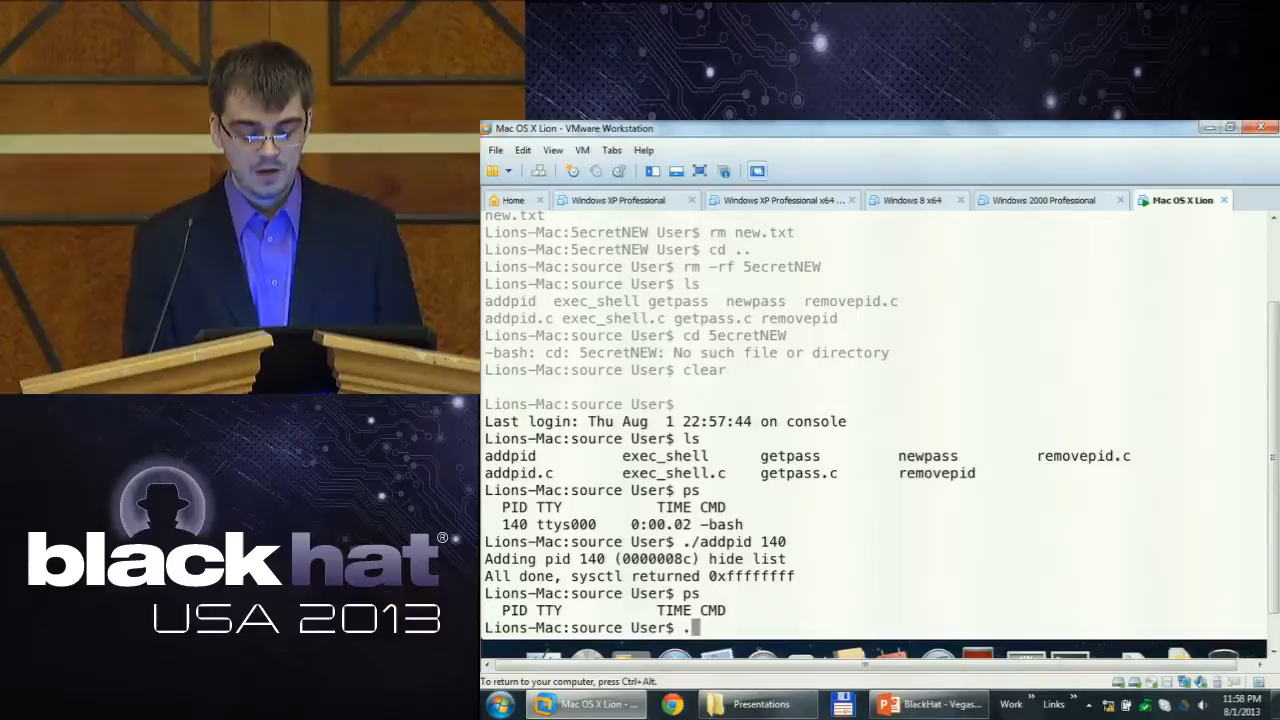 Mac OS X Lion - VMware Workstation
File Edit View VM Tabs Help
Home
Windows XP Professional
Windows XP Professional x64 ...
Windows 8 x64
Windows 2000 Professional
Mac OS X Lion
new.txt
Lions-Mac:5ecretNEW User$ rm new.txt
Lions-Mac:5ecretNEW User$ cd ..
Lions-Mac:source User$ rm -rf 5ecretNEW
Lions-Mac:source User$ ls
addpid exec_shell getpass newpass removepid.c
addpid.c exec_shell.c getpass.c removepid
Lions-Mac:source User$ cd 5ecretNEW
-bash: cd: 5ecretNEW: No such file or directory
Lions-Mac:source User$ clear
Lions-Mac:source User$
Last login: Thu Aug 1 22:57:44 on console
Lions-Mac:source User$ ls
addpid exec_shell getpass newpass removepid.c
addpid.c exec_shell.c getpass.c removepid
Lions-Mac:source User$ ps
PID TTY TIME CMD
140 ttys000 0:00.02 -bash
Lions-Mac:source User$ ./addpid 140
Adding pid 140 (0000008c) hide list
All done, sysctl returned 0xffffffff
Lions-Mac:source User$ ps
PID TTY TIME CMD
Lions-Mac:source User$ .
To return to your computer, press Ctrl+Alt.
Mac OS X Lion - ...
Presentations
BlackHat - Vegas...
Work »
Links »
11:58 PM
8/1/2013
blackhat®
USA 2013